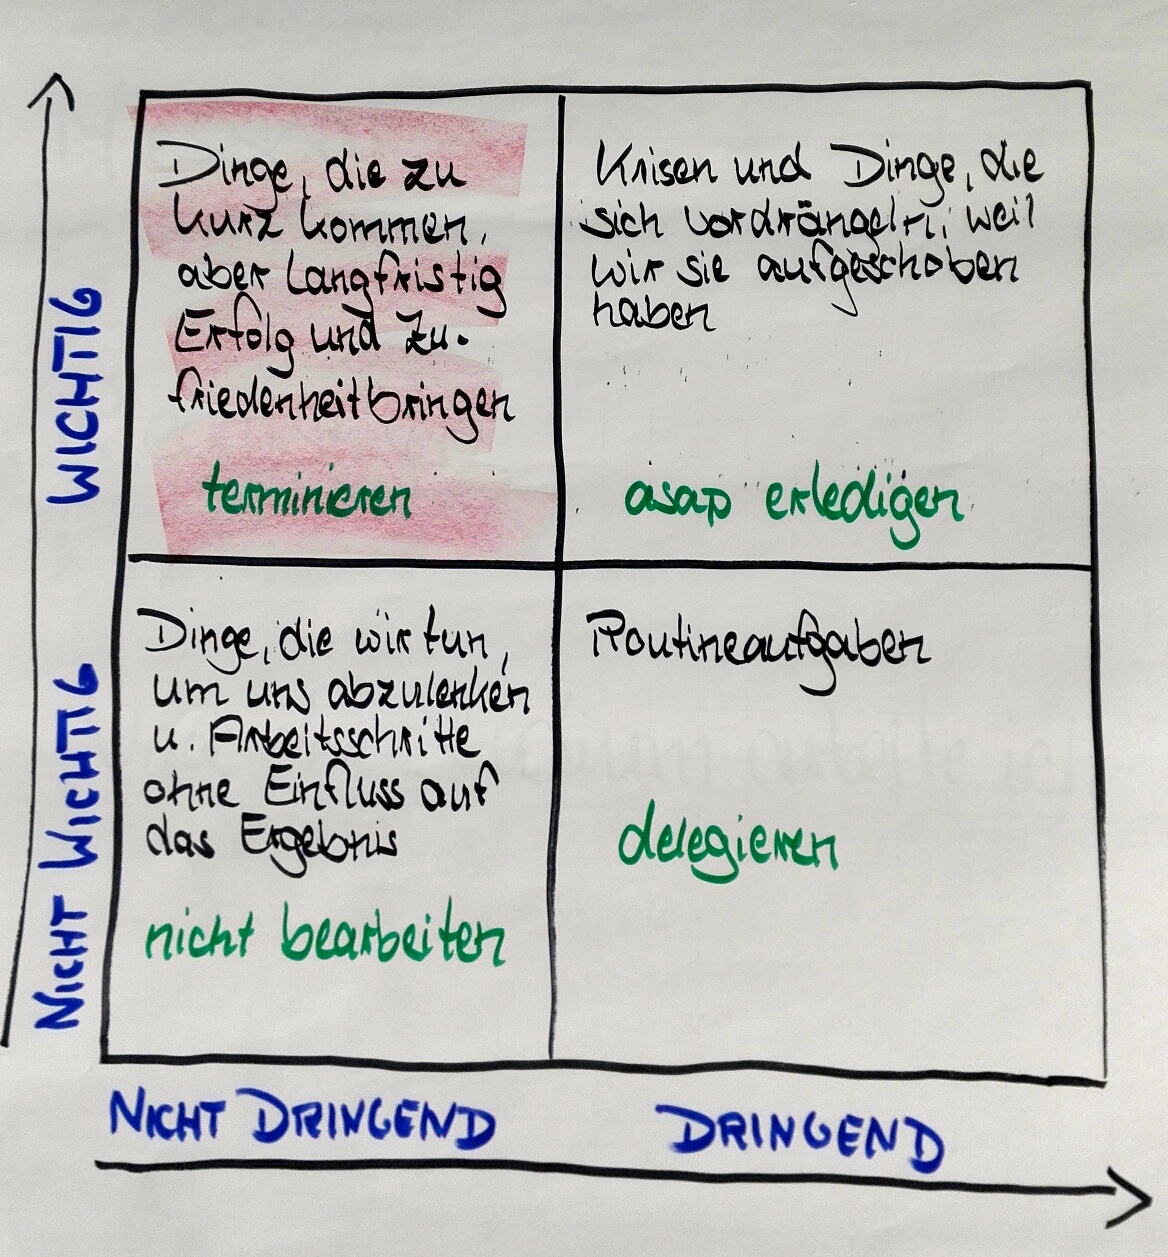 WICHTIG
Dinge, die zu
kurz kommen,
aber langfristig
Erfolg und Zu-
friedenheit bringen
terminieren
Krisen und Dinge, die
sich vordrängeln, weil
wir sie aufgeschoben
haben
asap erledigen
NICHT WICHTIG
Dinge, die wir tun,
um uns abzulenken
u. Arbeitsschritte
ohne Einfluss auf
das Ergebnis
nicht bearbeiten
Routineaufgaben
delegieren
NICHT DRINGEND
DRINGEND